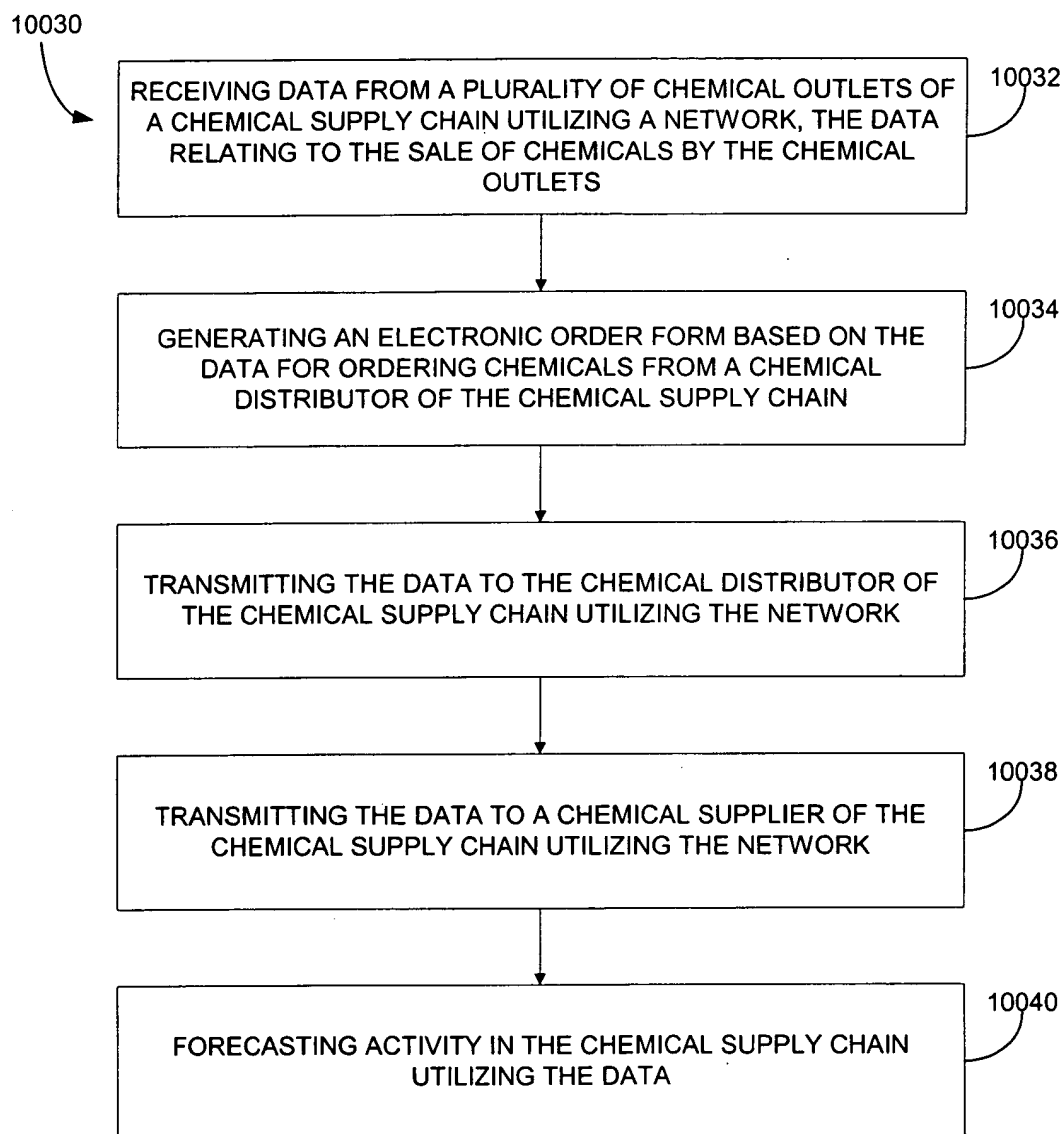 10030
RECEIVING DATA FROM A PLURALITY OF CHEMICAL OUTLETS OF
A CHEMICAL SUPPLY CHAIN UTILIZING A NETWORK, THE DATA
RELATING TO THE SALE OF CHEMICALS BY THE CHEMICAL
OUTLETS
10032
GENERATING AN ELECTRONIC ORDER FORM BASED ON THE
DATA FOR ORDERING CHEMICALS FROM A CHEMICAL
DISTRIBUTOR OF THE CHEMICAL SUPPLY CHAIN
10034
TRANSMITTING THE DATA TO THE CHEMICAL DISTRIBUTOR OF
THE CHEMICAL SUPPLY CHAIN UTILIZING THE NETWORK
10036
TRANSMITTING THE DATA TO A CHEMICAL SUPPLIER OF THE
CHEMICAL SUPPLY CHAIN UTILIZING THE NETWORK
10038
FORECASTING ACTIVITY IN THE CHEMICAL SUPPLY CHAIN
UTILIZING THE DATA
10040